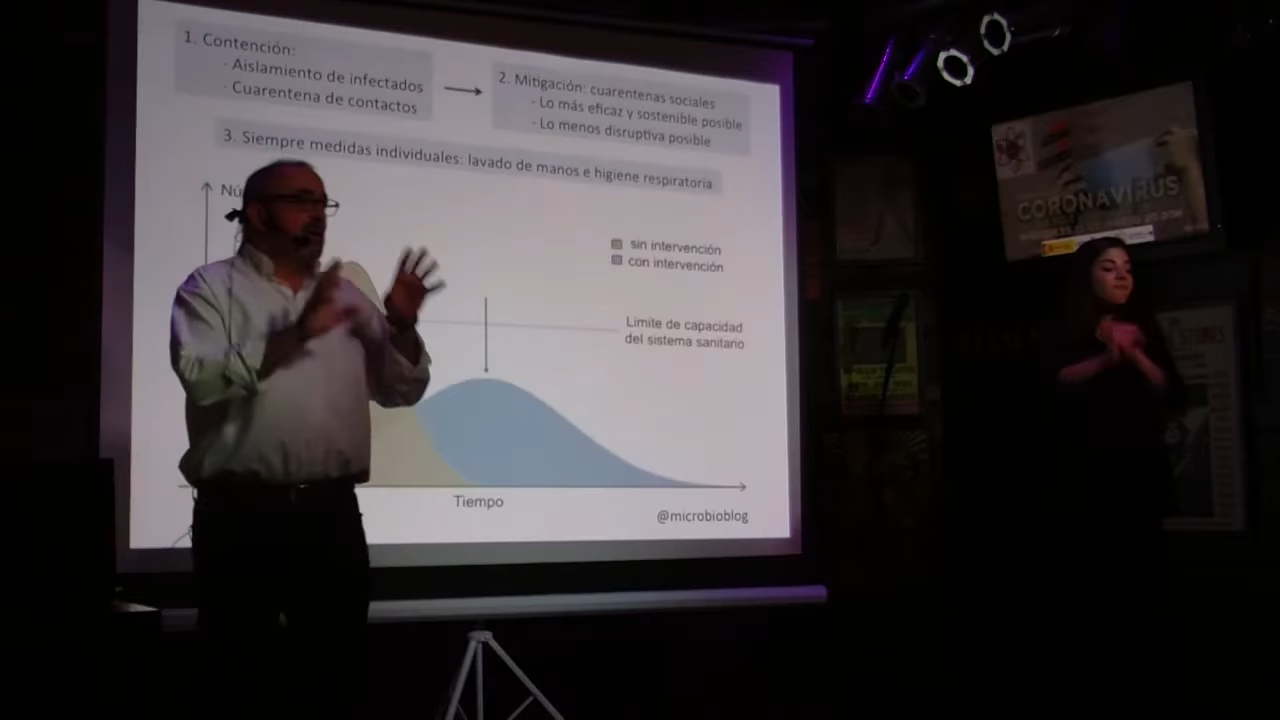 1. Contención:
- Aislamiento de infectados
- Cuarentena de contactos
2. Mitigación: cuarentenas sociales
- Lo más eficaz y sostenible posible
- Lo menos disruptiva posible
3. Siempre medidas individuales: lavado de manos e higiene respiratoria
sin intervención
con intervención
Limite de capacidad
del sistema sanitario
Tiempo
@microbioblog
CORONAVIRUS